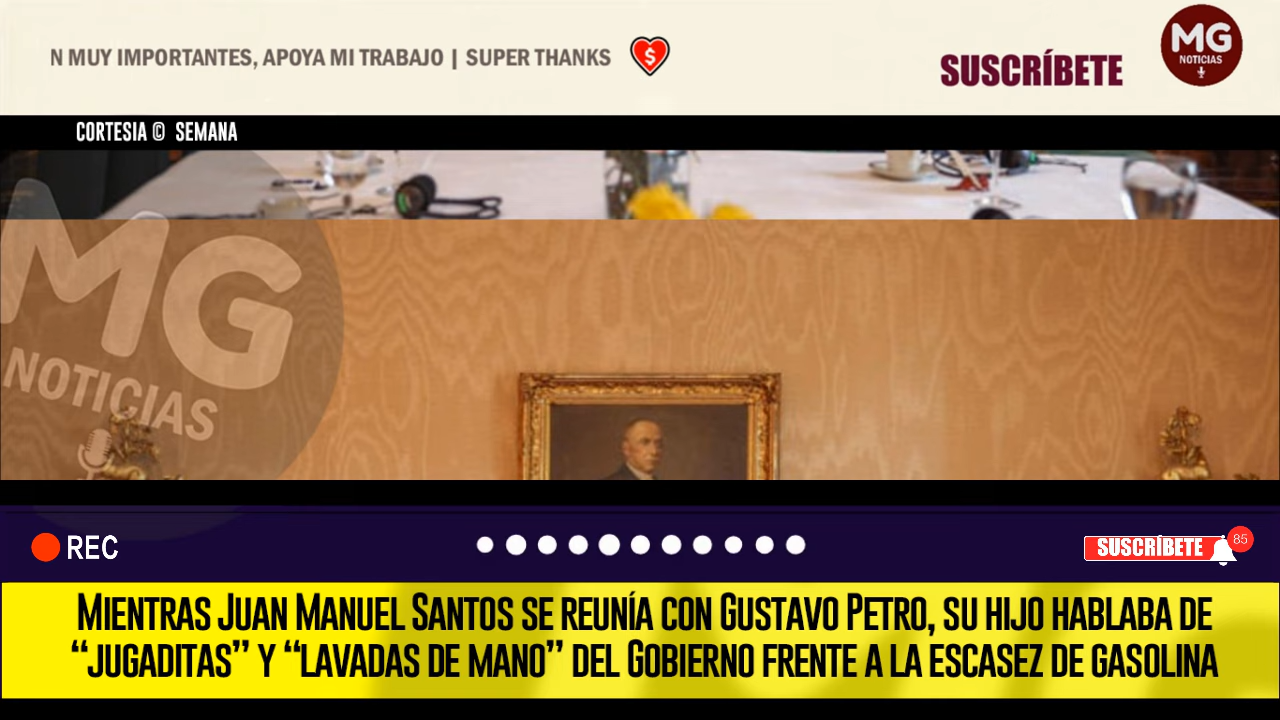 N MUY IMPORTANTES, APOYA MI TRABAJO | SUPER THANKS
$
SUSCRÍBETE
MG
NOTICIAS
CORTESIA © SEMANA
MG
NOTICIAS
REC
SUSCRÍBETE
85
MIENTRAS JUAN MANUEL SANTOS SE REUNÍA CON GUSTAVO PETRO, SU HIJO HABLABA DE
“JUGADITAS” Y “LAVADAS DE MANO” DEL GOBIERNO FRENTE A LA ESCASEZ DE GASOLINA